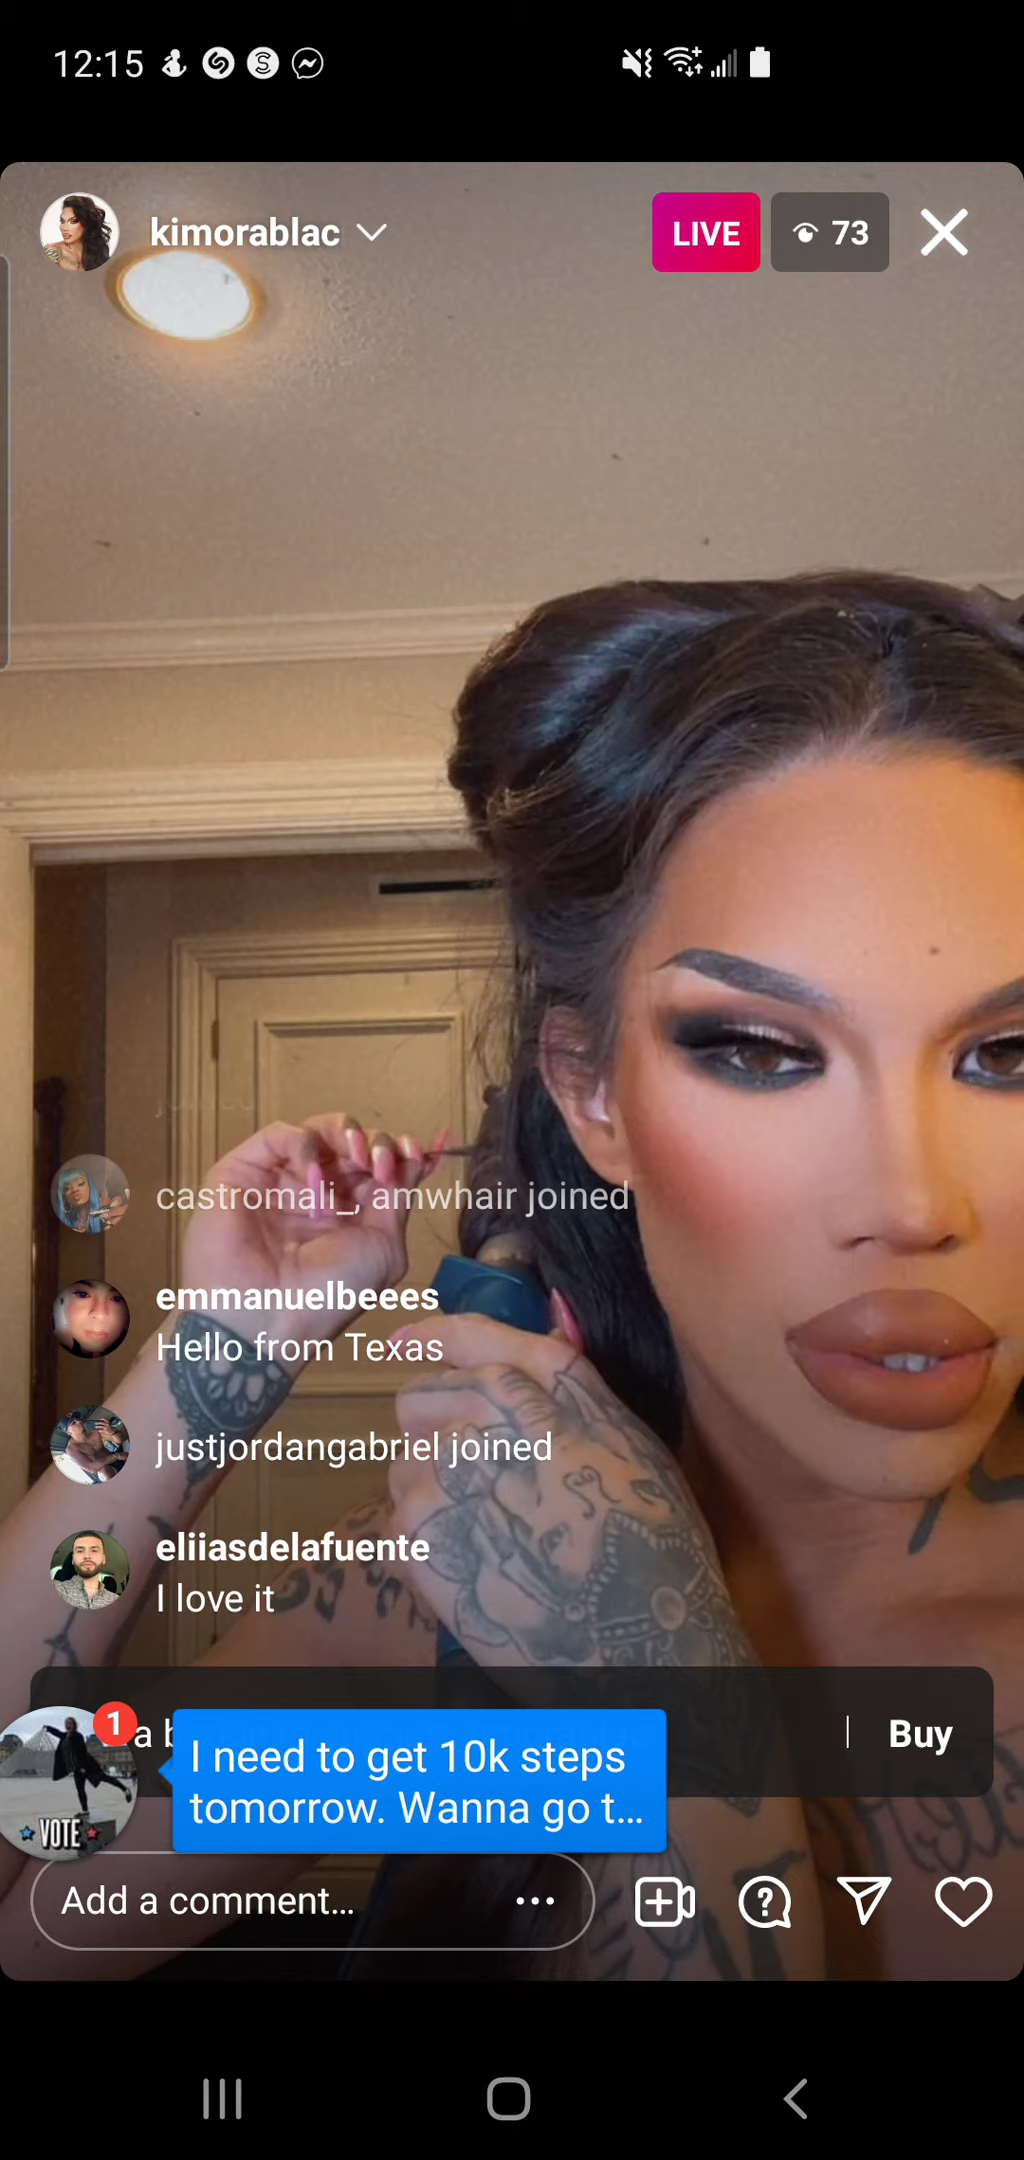 12:15
kimorablac
LIVE
73
castromali_, amwhair joined
emmanuelbeees
Hello from Texas
justjordangabriel joined
eliiasdelafuente
I love it
1
Buy
I need to get 10k steps
tomorrow. Wanna go t...
VOTE
Add a comment...